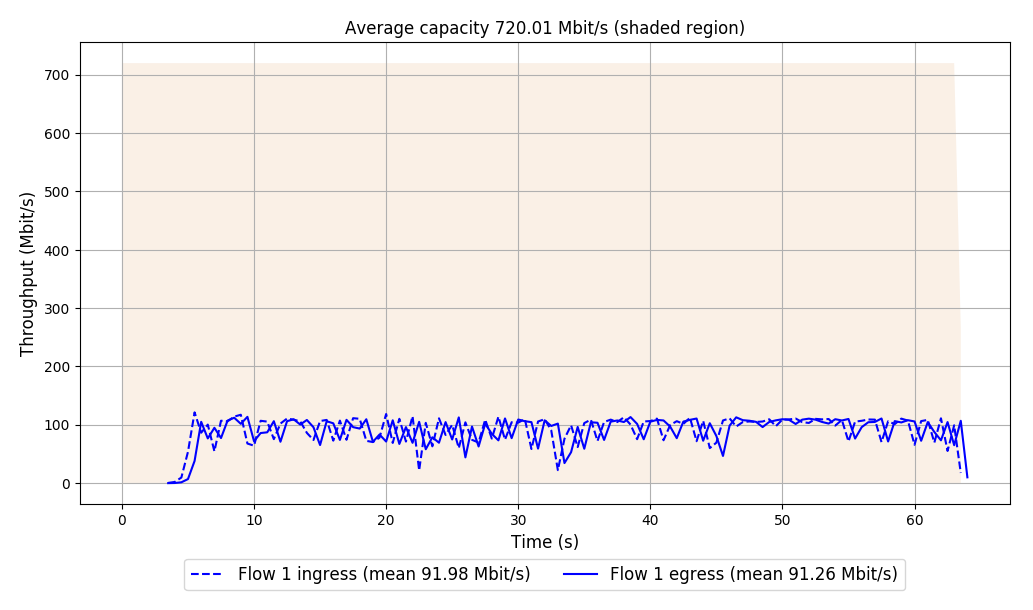 Average capacity 720.01 Mbit/s (shaded region)
Throughput (Mbit/s)
700
600
500
400
300
200
100
0
0 10 20 30 40 50 60
Time (s)
Flow 1 ingress (mean 91.98 Mbit/s) Flow 1 egress (mean 91.26 Mbit/s)